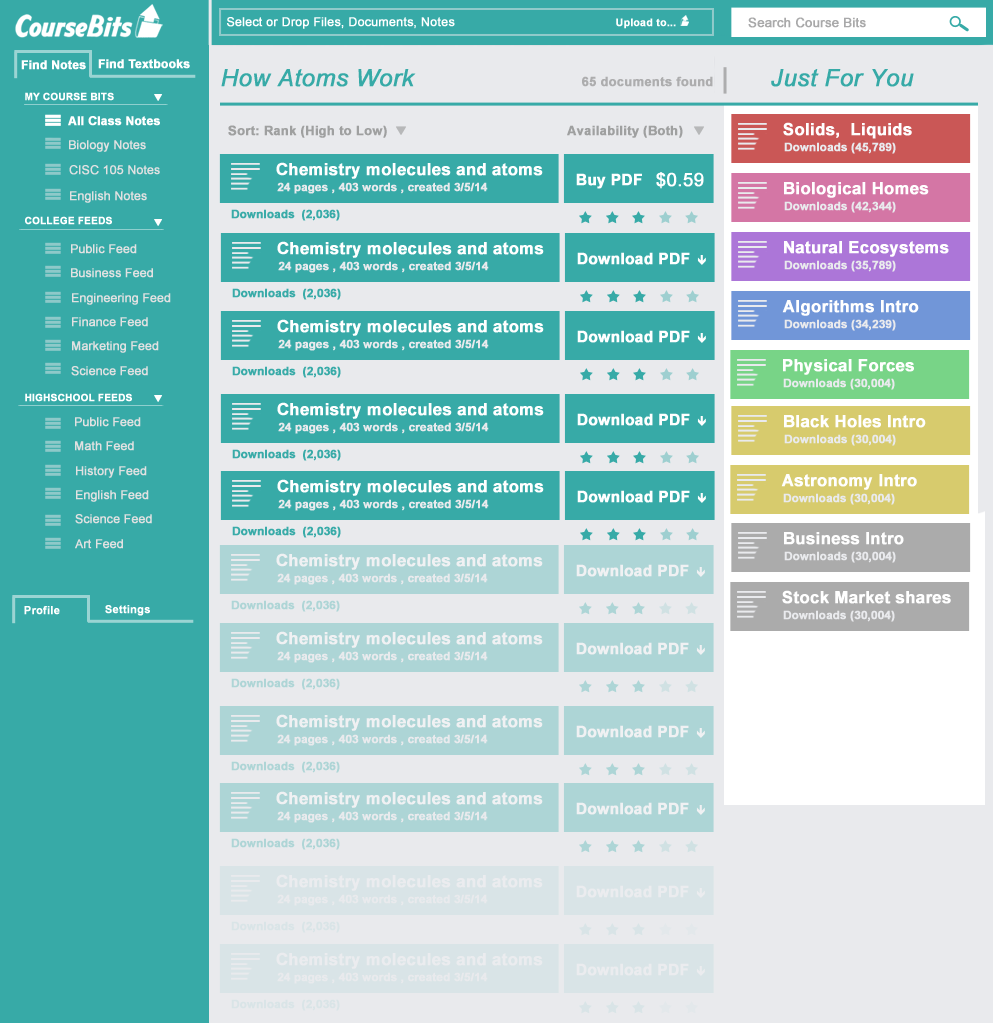 CourseBits
Find Notes
Find Textbooks
MY COURSE BITS
All Class Notes
Biology Notes
CISC 105 Notes
English Notes
COLLEGE FEEDS
Public Feed
Business Feed
Engineering Feed
Finance Feed
Marketing Feed
Science Feed
HIGHSCHOOL FEEDS
Public Feed
Math Feed
History Feed
English Feed
Science Feed
Art Feed
Profile
Settings
Select or Drop Files, Documents, Notes
Upload to...
Search Course Bits
How Atoms Work
65 documents found
Sort: Rank (High to Low)
Availability (Both)
Chemistry molecules and atoms
24 pages , 403 words , created 3/5/14
Buy PDF $0.59
Downloads (2,036)
Chemistry molecules and atoms
24 pages , 403 words , created 3/5/14
Download PDF
Downloads (2,036)
Chemistry molecules and atoms
24 pages , 403 words , created 3/5/14
Download PDF
Downloads (2,036)
Chemistry molecules and atoms
24 pages , 403 words , created 3/5/14
Download PDF
Downloads (2,036)
Chemistry molecules and atoms
24 pages , 403 words , created 3/5/14
Download PDF
Downloads (2,036)
Chemistry molecules and atoms
24 pages , 403 words , created 3/5/14
Download PDF
Downloads (2,036)
Chemistry molecules and atoms
24 pages , 403 words , created 3/5/14
Download PDF
Downloads (2,036)
Chemistry molecules and atoms
24 pages , 403 words , created 3/5/14
Download PDF
Downloads (2,036)
Chemistry molecules and atoms
24 pages , 403 words , created 3/5/14
Download PDF
Downloads (2,036)
Chemistry molecules and atoms
24 pages , 403 words , created 3/5/14
Download PDF
Downloads (2,036)
Chemistry molecules and atoms
24 pages , 403 words , created 3/5/14
Download PDF
Downloads (2,036)
Just For You
Solids, Liquids
Downloads (45,789)
Biological Homes
Downloads (42,344)
Natural Ecosystems
Downloads (35,789)
Algorithms Intro
Downloads (34,239)
Physical Forces
Downloads (30,004)
Black Holes Intro
Downloads (30,004)
Astronomy Intro
Downloads (30,004)
Business Intro
Downloads (30,004)
Stock Market shares
Downloads (30,004)